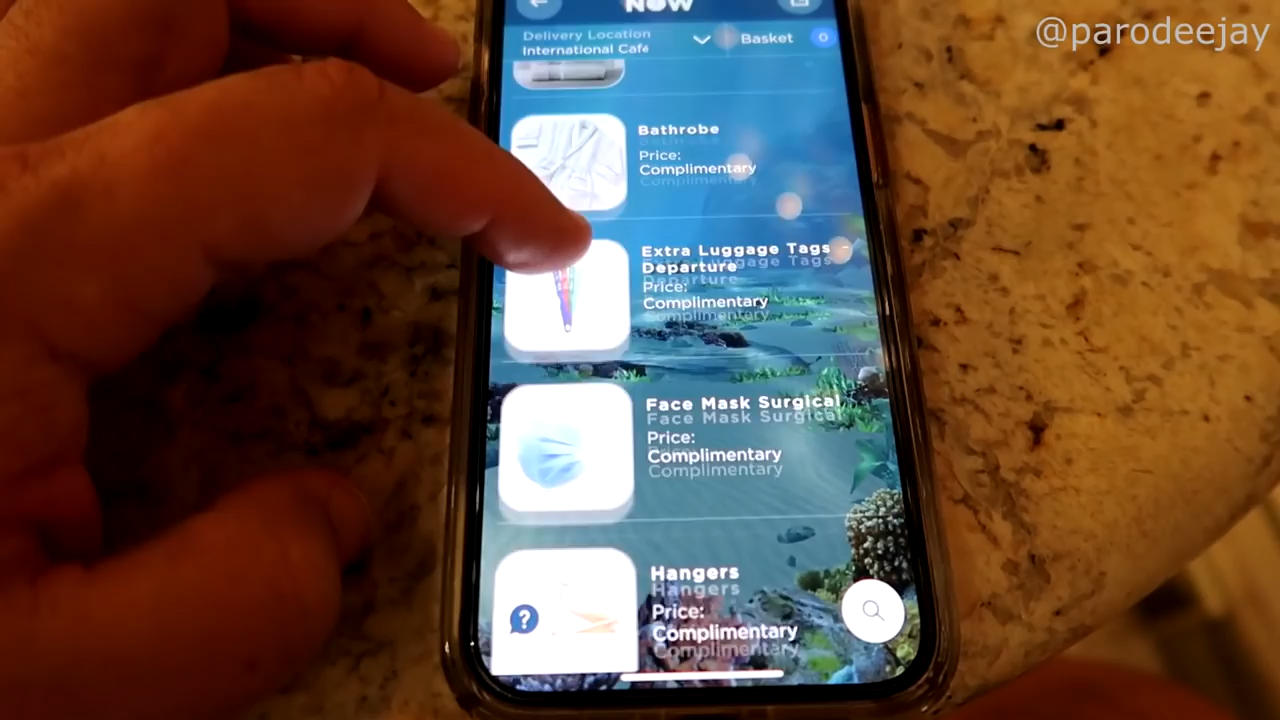 NOW
@parodeejay
Delivery Location
International Café
Basket
0
Bathrobe
Price:
Complimentary
Extra Luggage Tags -
Departure
Price:
Complimentary
Face Mask Surgical
Price:
Complimentary
Hangers
Price:
Complimentary
?